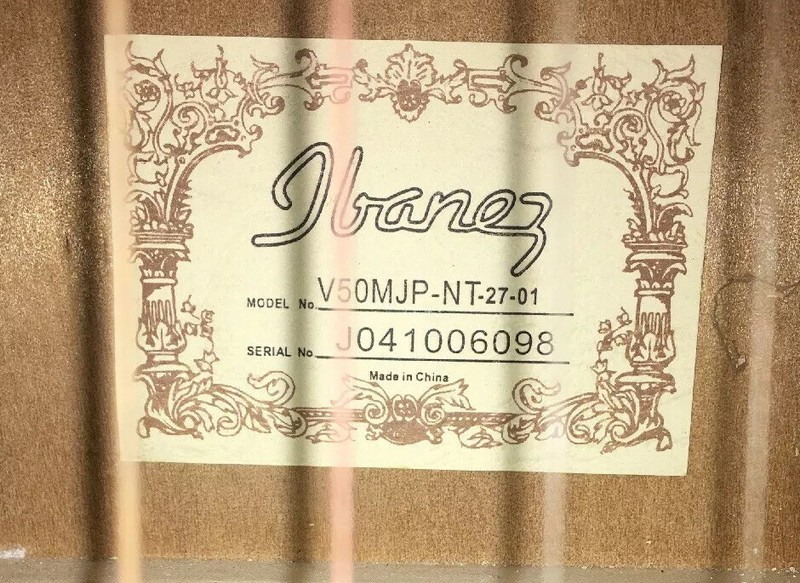 Ibanez
MODEL No. V50MJP-NT-27-01
SERIAL No. J041006098
Made in China